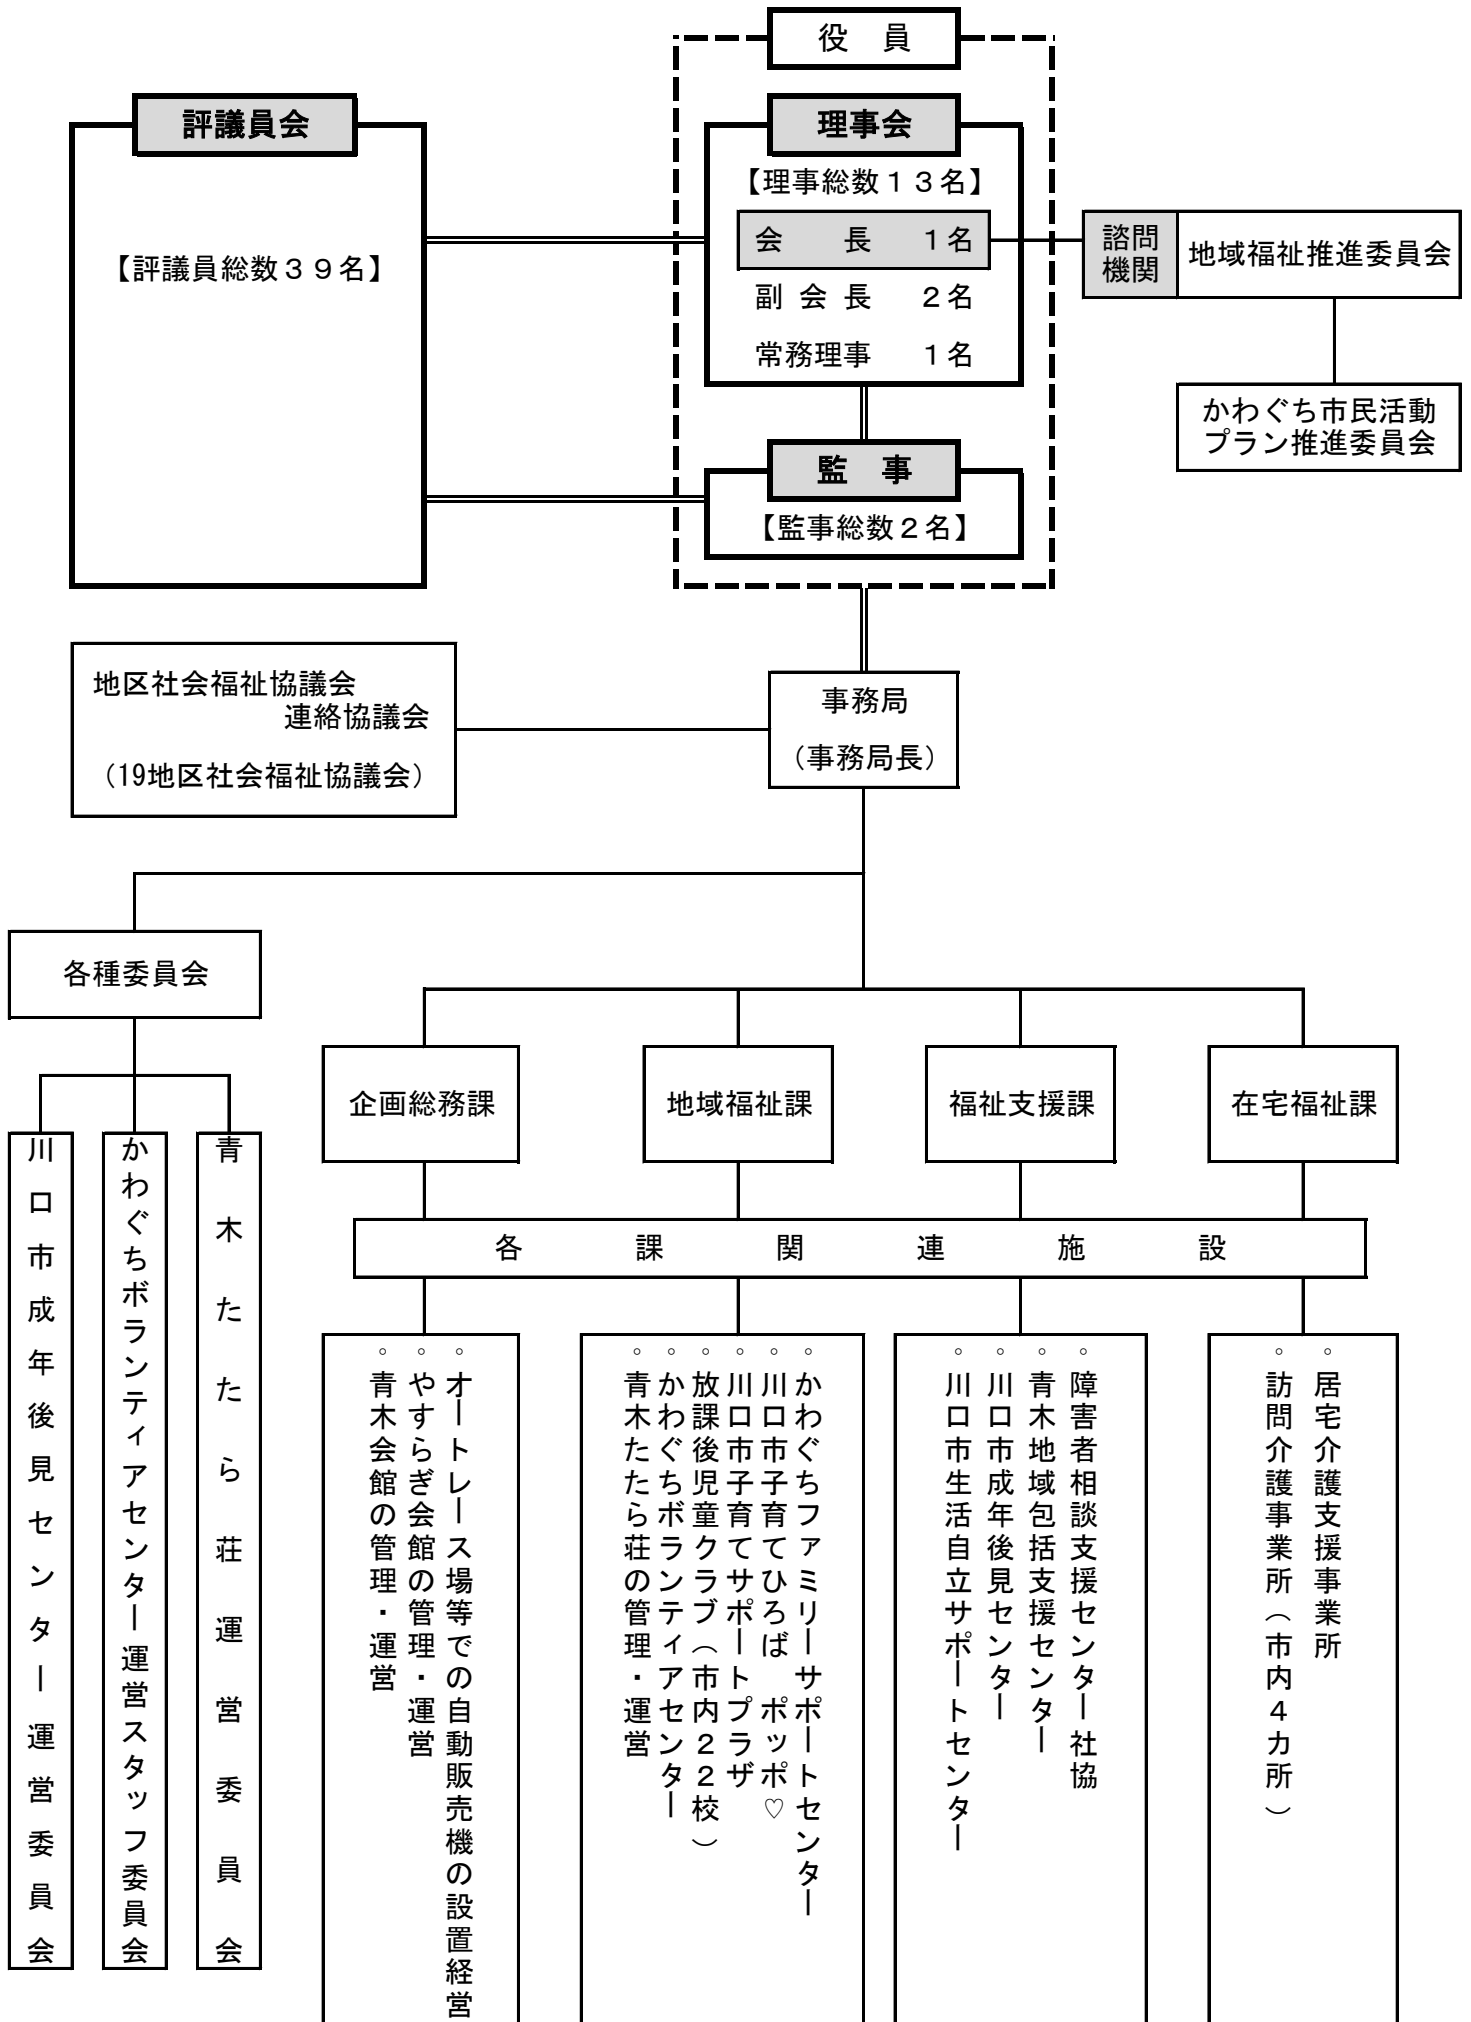 役　員
評議員会
【評議員総数３９名】
理事会
【理事総数１３名】
会　長　１名
副会長　２名
常務理事　１名
諮問
機関
地域福祉推進委員会
かわぐち市民活動
プラン推進委員会
監　事
【監事総数２名】
地区社会福祉協議会
連絡協議会
（19地区社会福祉協議会）
事務局
（事務局長）
各種委員会
企画総務課
地域福祉課
福祉支援課
在宅福祉課
各課関連施設
青木たたら荘運営委員会
かわぐちボランティアセンター運営スタッフ委員会
川口市成年後見センター運営委員会
。オートレース場等での自動販売機の設置経営
。やすらぎ会館の管理・運営
。青木会館の管理・運営
。かわぐちファミリーサポートセンター
。川口市子育てひろば　ポッポ♡
。川口市子育てサポートプラザ
。放課後児童クラブ（市内２２校）
。かわぐちボランティアセンター
。青木たたら荘の管理・運営
。障害者相談支援センター社協
。青木地域包括支援センター
。川口市成年後見センター
。川口市生活自立サポートセンター
。居宅介護支援事業所
。訪問介護事業所（市内４カ所）